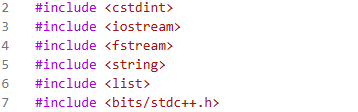 2 #include <cstdint>
3 #include <iostream>
4 #include <fstream>
5 #include <string>
6 #include <list>
7 #include <bits/stdc++.h>